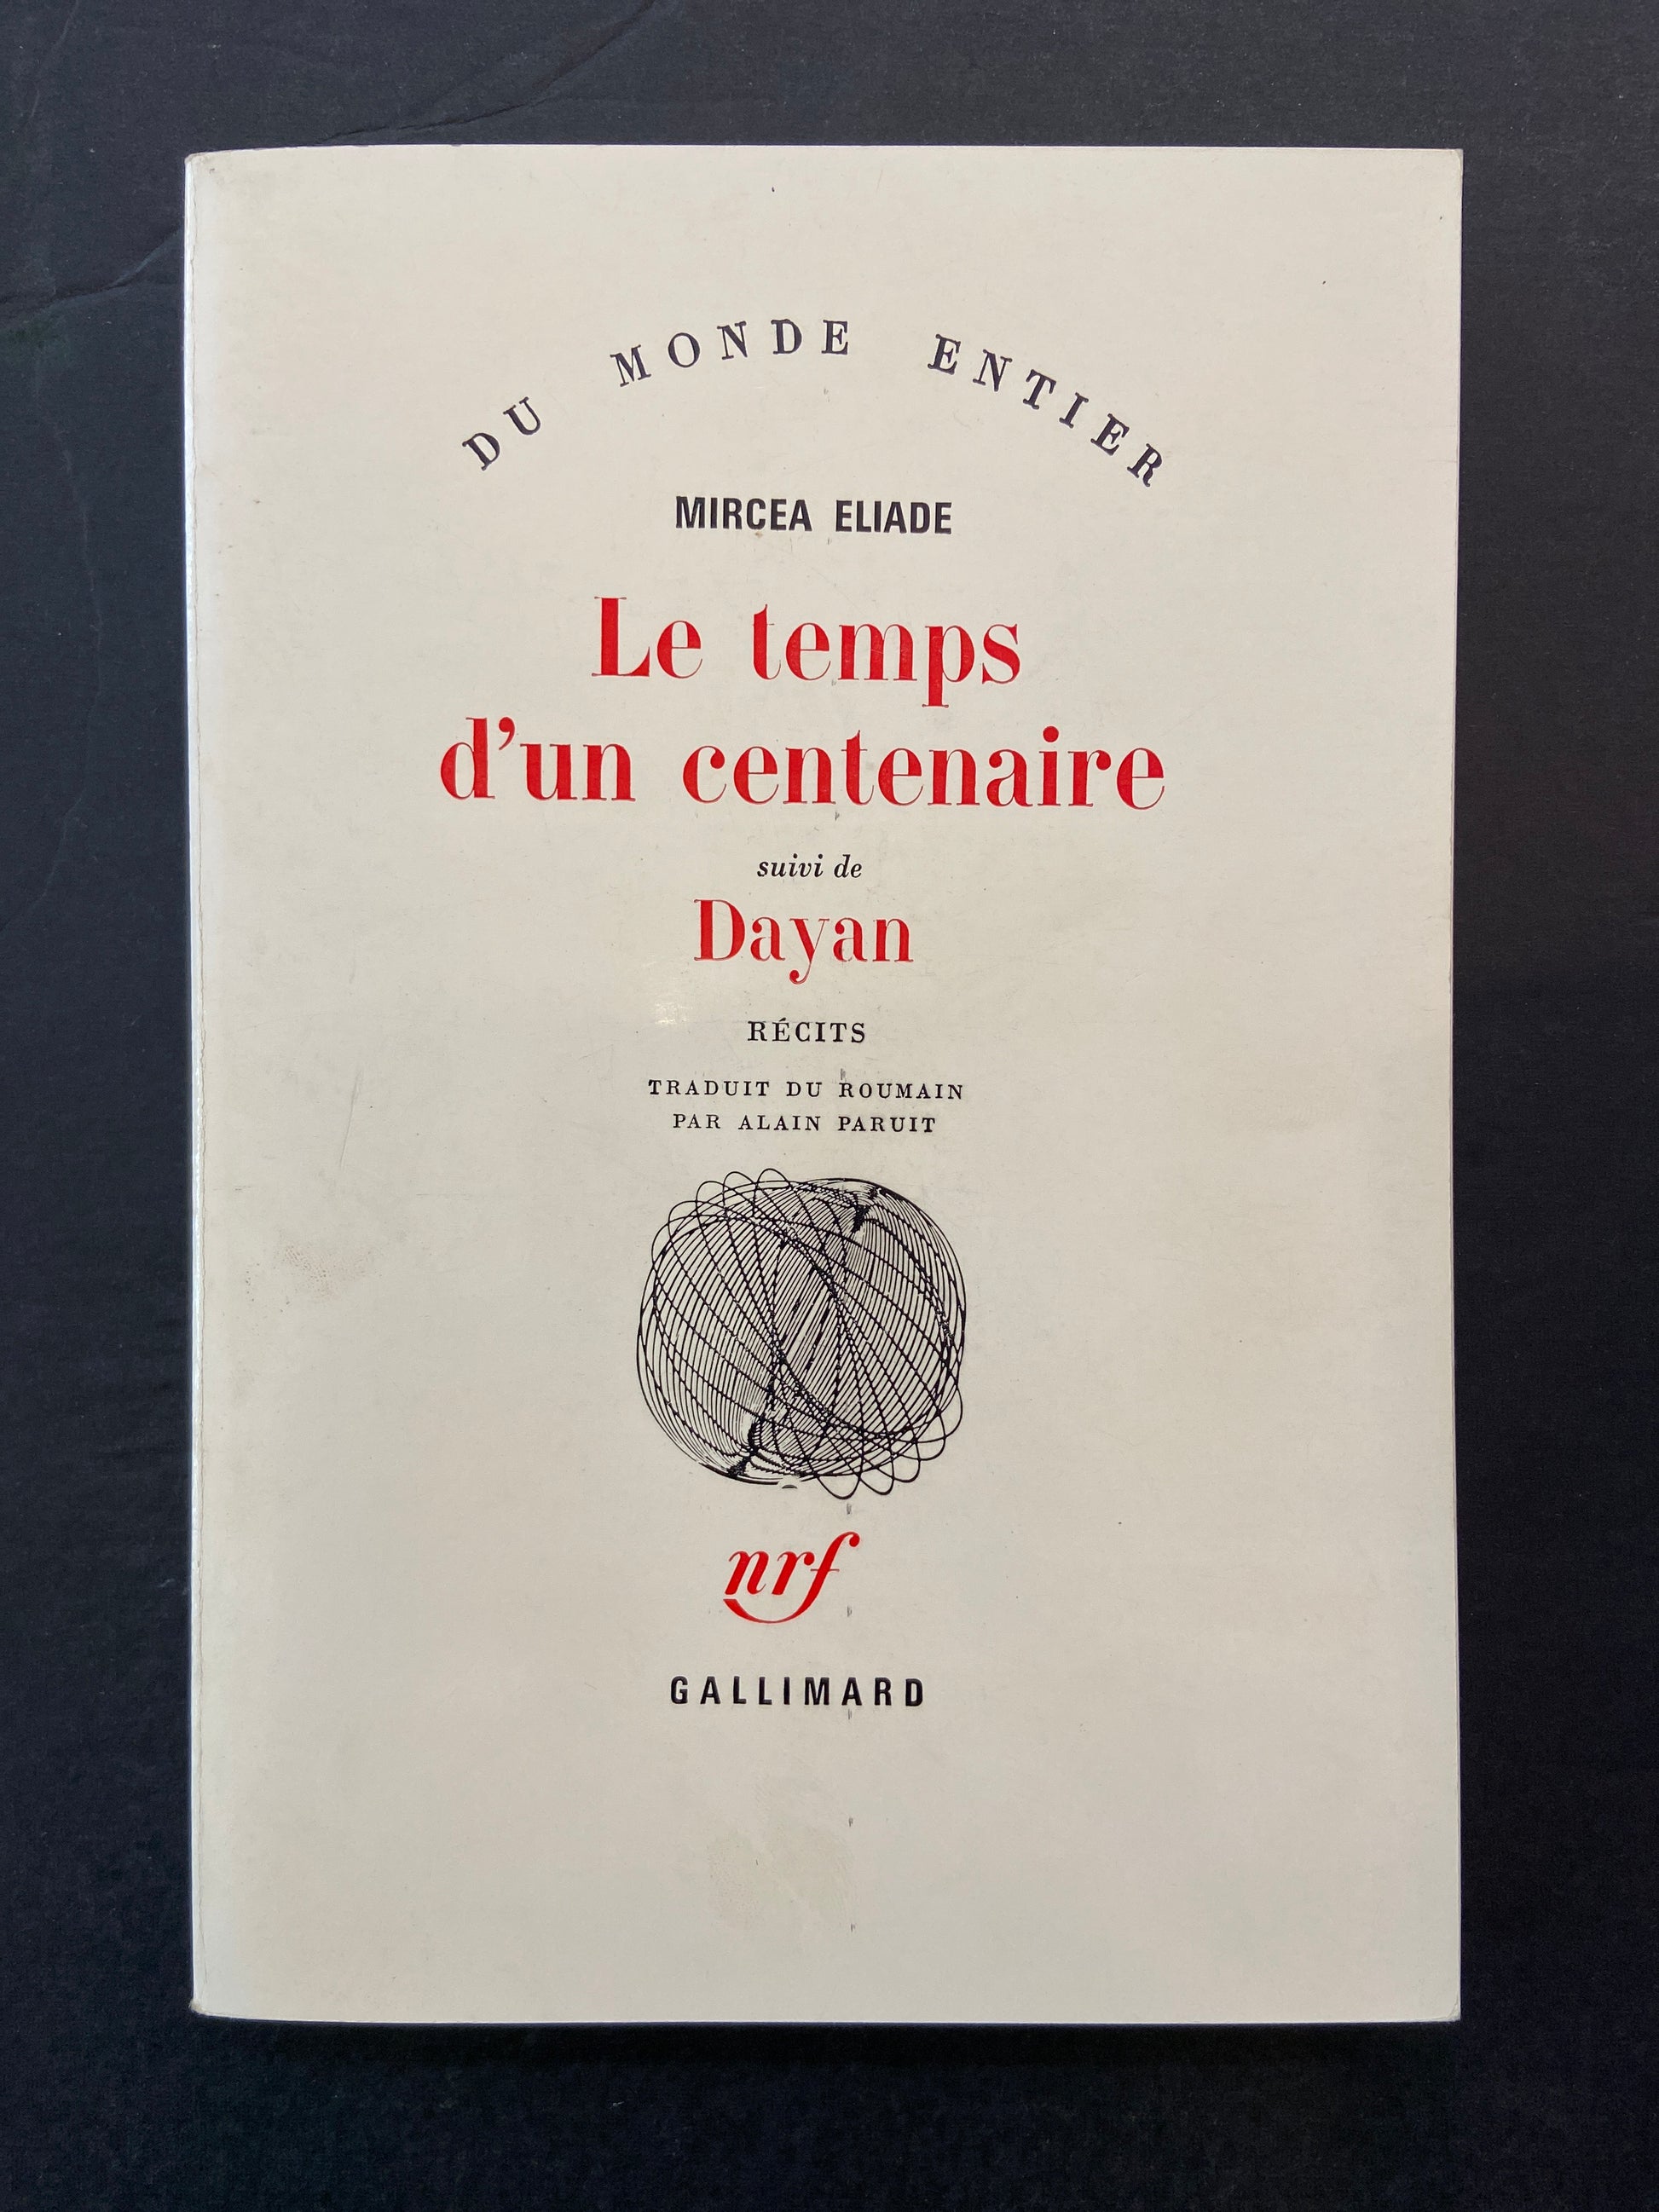 DU MONDE ENTIER
MIRCEA ELIADE
Le temps
d'un centenaire
suivi de
Dayan
RÉCITS
TRADUIT DU ROUMAIN
PAR ALAIN PARUIT
nrf
GALLIMARD